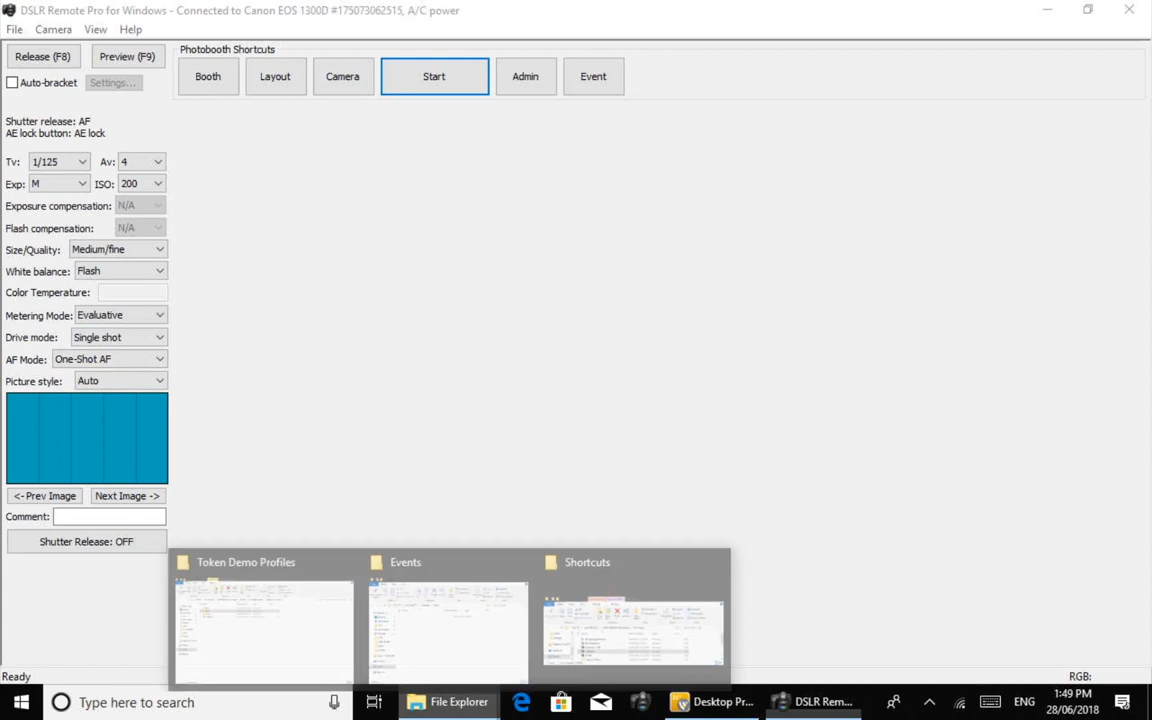 DSLR Remote Pro for Windows - Connected to Canon EOS 1300D #175073062515, A/C power
File Camera View Help
Release (F8) Preview (F9)
Auto-bracket Settings...
Photobooth Shortcuts
Booth Layout Camera Start Admin Event
Shutter release: AF
AE lock button: AE lock
Tv: 1/125 Av: 4
Exp: M ISO: 200
Exposure compensation: N/A
Flash compensation: N/A
Size/Quality: Medium/fine
White balance: Flash
Color Temperature:
Metering Mode: Evaluative
Drive mode: Single shot
AF Mode: One-Shot AF
Picture style: Auto
<- Prev Image Next Image ->
Comment:
Shutter Release: OFF
Token Demo Profiles Events Shortcuts
Ready RGB:
Type here to search File Explorer Desktop Pr... DSLR Rem... ENG
1:49 PM
28/06/2018